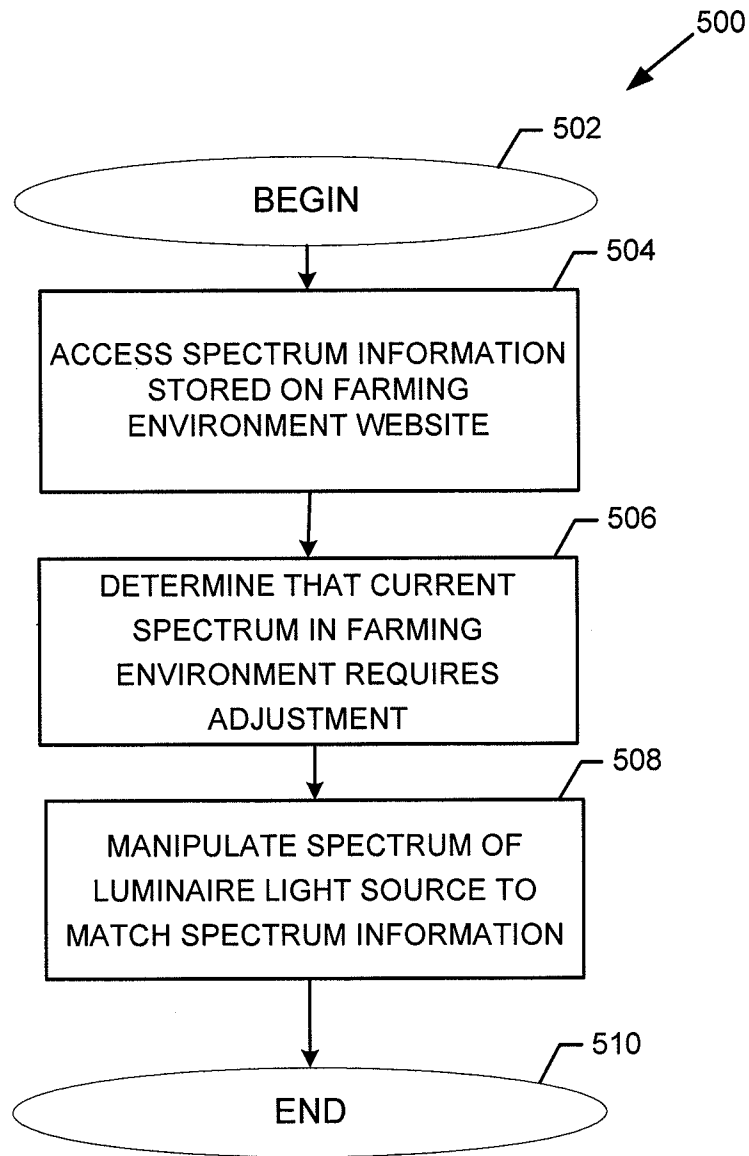 500
502
BEGIN
504
ACCESS SPECTRUM INFORMATION
STORED ON FARMING
ENVIRONMENT WEBSITE
506
DETERMINE THAT CURRENT
SPECTRUM IN FARMING
ENVIRONMENT REQUIRES
ADJUSTMENT
508
MANIPULATE SPECTRUM OF
LUMINAIRE LIGHT SOURCE TO
MATCH SPECTRUM INFORMATION
510
END